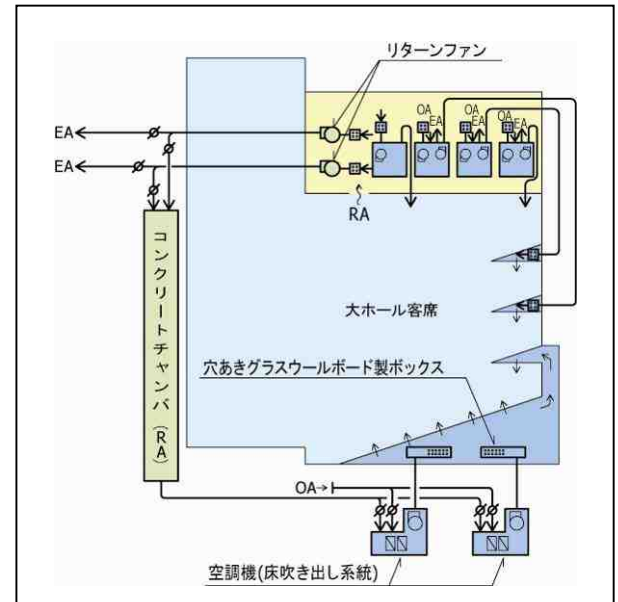 リターンファン
OA
EA
OA
EA
OA
EA
EA
EA
RA
コンクリートチャンバ(RA)
大ホール客席
穴あきグラスウールボード製ボックス
OA
空調機(床吹き出し系統)